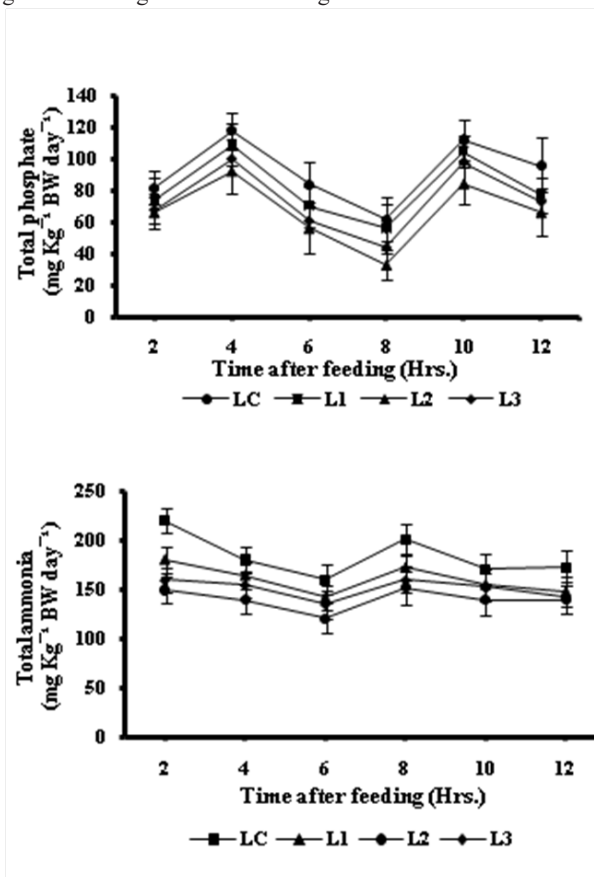 140
120
100
80
60
40
20
0
Total phosphate
(mg Kg⁻¹ BW day⁻¹)
2 4 6 8 10 12
Time after feeding (Hrs.)
LC L1 L2 L3
250
200
150
100
50
0
Total ammonia
(mg Kg⁻¹ BW day⁻¹)
2 4 6 8 10 12
Time after feeding (Hrs.)
LC L1 L2 L3